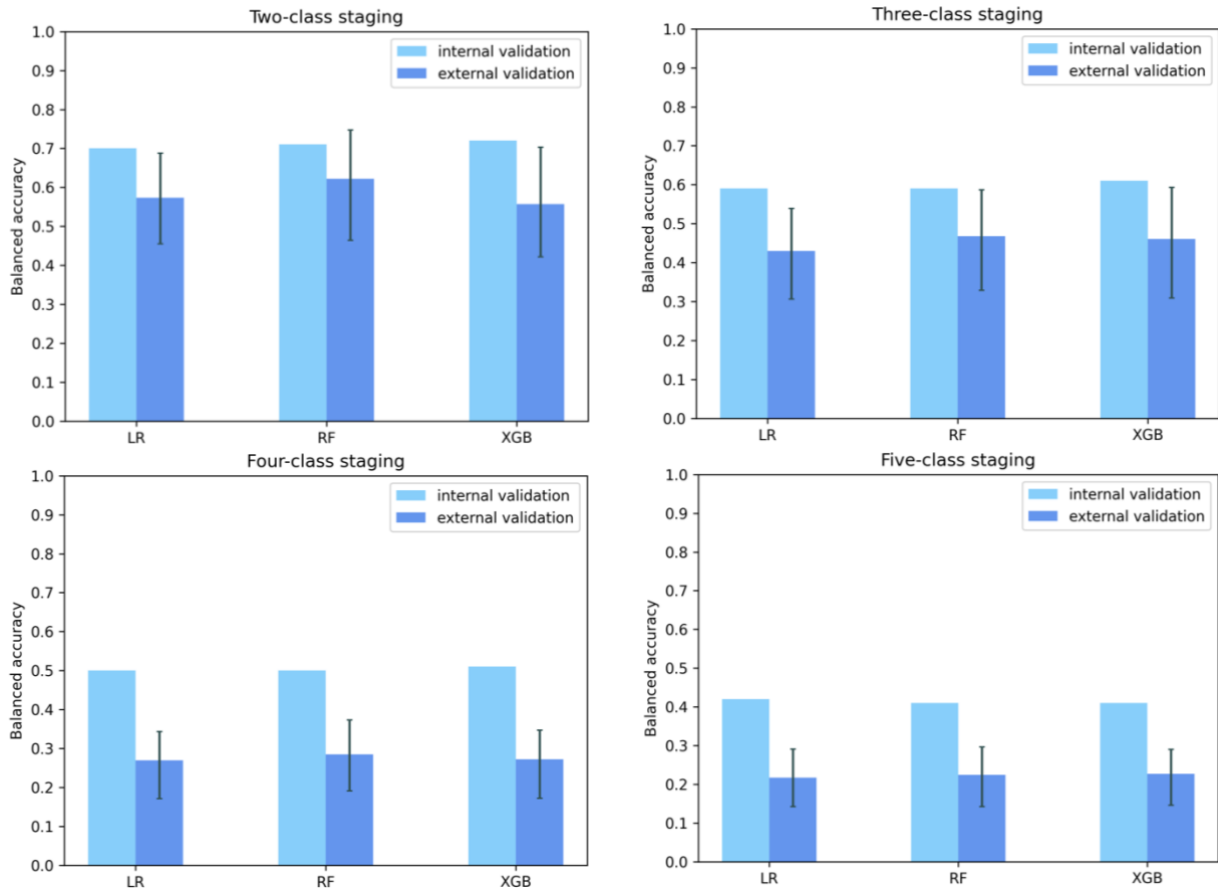 Two-class staging
1.0
0.9
0.8
0.7
0.6
0.5
0.4
0.3
0.2
0.1
0.0
Balanced accuracy
internal validation
external validation
LR
RF
XGB
Three-class staging
1.0
0.9
0.8
0.7
0.6
0.5
0.4
0.3
0.2
0.1
0.0
Balanced accuracy
internal validation
external validation
LR
RF
XGB
Four-class staging
1.0
0.9
0.8
0.7
0.6
0.5
0.4
0.3
0.2
0.1
0.0
Balanced accuracy
internal validation
external validation
LR
RF
XGB
Five-class staging
1.0
0.9
0.8
0.7
0.6
0.5
0.4
0.3
0.2
0.1
0.0
Balanced accuracy
internal validation
external validation
LR
RF
XGB